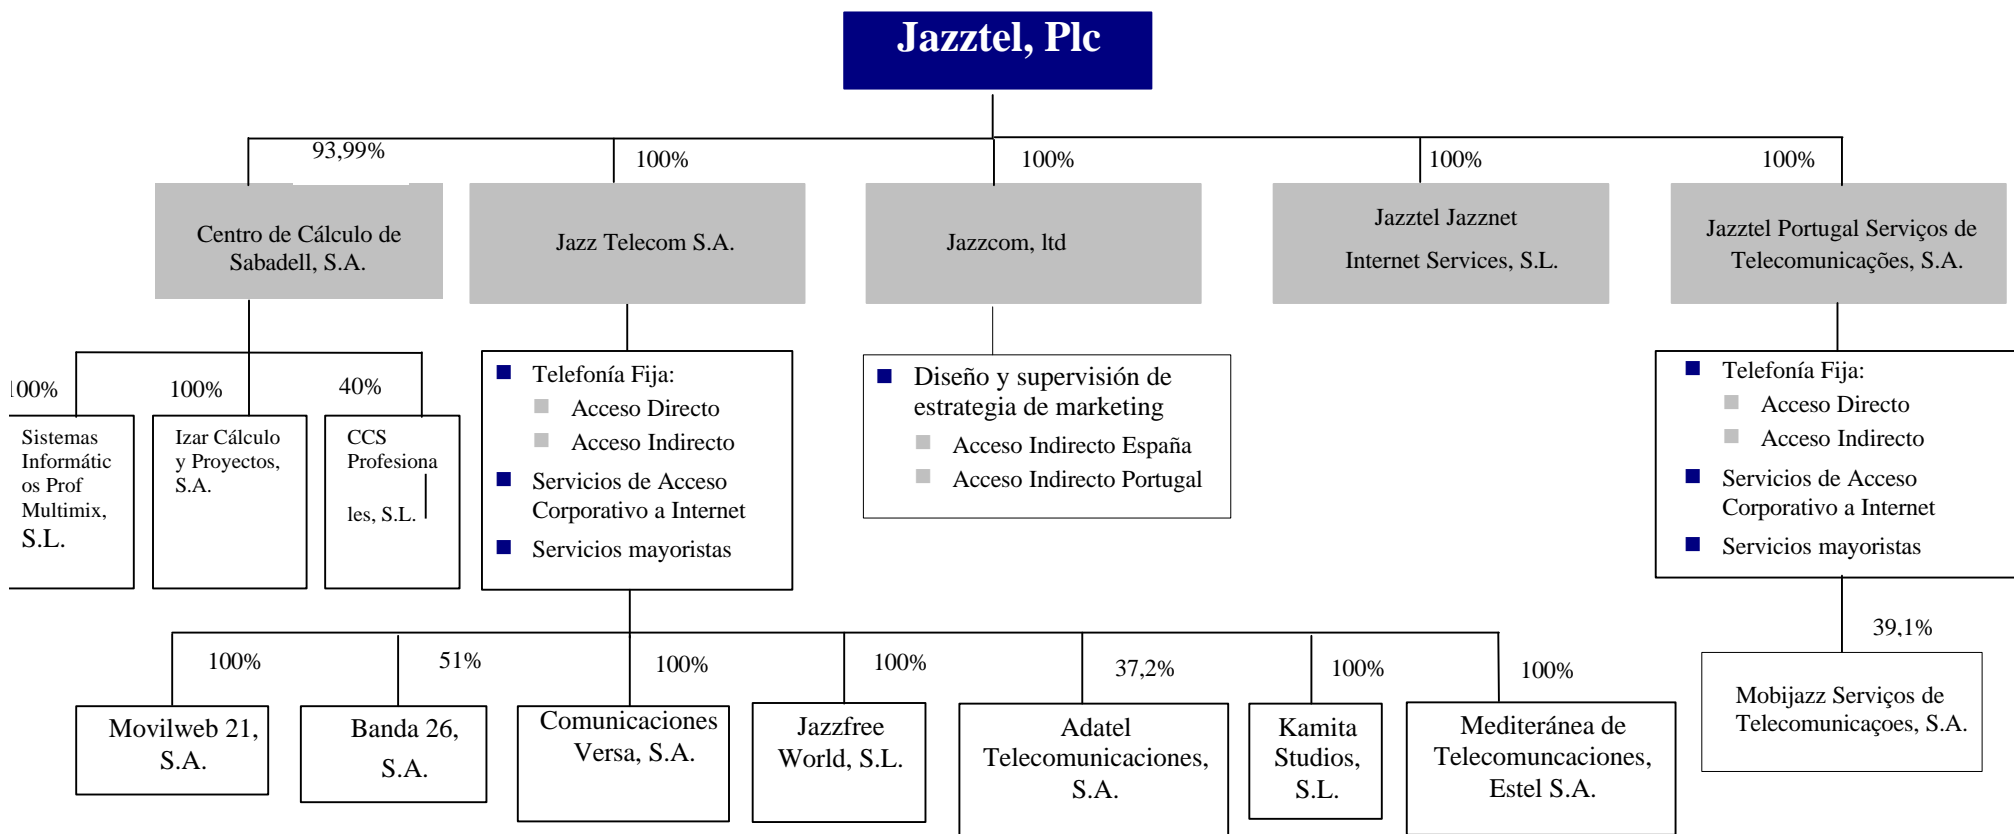 Jazztel, Plc
93,99%
100%
100%
100%
100%
Centro de Cálculo de
Sabadell, S.A.
Jazz Telecom S.A.
Jazzcom, ltd
Jazztel Jazznet
Internet Services, S.L.
Jazztel Portugal Serviços de
Telecomunicações, S.A.
100%
100%
40%
Sistemas
Informátic
os Prof
Multimix,
S.L.
Izar Cálculo
y Proyectos,
S.A.
CCS
Profesiona
les, S.L.
Telefonía Fija:
Acceso Directo
Acceso Indirecto
Servicios de Acceso
Corporativo a Internet
Servicios mayoristas
Diseño y supervisión de
estrategia de marketing
Acceso Indirecto España
Acceso Indirecto Portugal
Telefonía Fija:
Acceso Directo
Acceso Indirecto
Servicios de Acceso
Corporativo a Internet
Servicios mayoristas
100%
51%
100%
100%
37,2%
100%
100%
39,1%
Movilweb 21,
S.A.
Banda 26,
S.A.
Comunicaciones
Versa, S.A.
Jazzfree
World, S.L.
Adatel
Telecomunicaciones,
S.A.
Kamita
Studios,
S.L.
Mediteránea de
Telecomuncaciones,
Estel S.A.
Mobijazz Serviços de
Telecomunicaçoes, S.A.